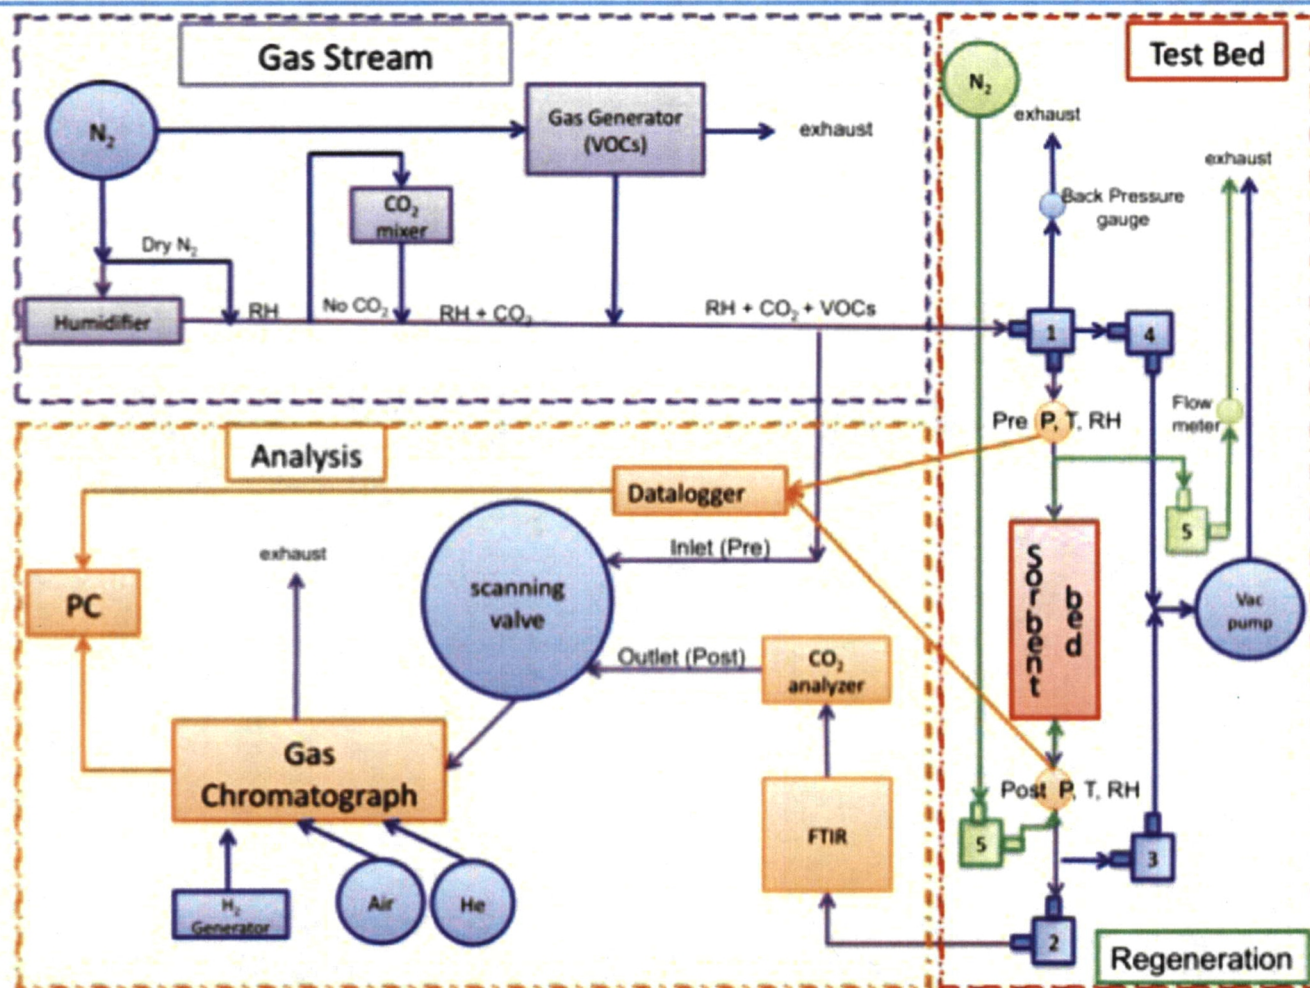 Gas Stream
N₂
Gas Generator
(VOCs)
exhaust
CO₂
mixer
Dry N₂
Humidifier
RH
No CO₂
RH + CO₂
RH + CO₂ + VOCs
Test Bed
N₂
exhaust
exhaust
Back Pressure
gauge
1
4
Pre P, T, RH
Flow
meter
5
Sorbent
bed
Vac
pump
Post P, T, RH
5
3
2
Regeneration
Analysis
Datalogger
exhaust
scanning
valve
Inlet (Pre)
PC
Outlet (Post)
CO₂
analyzer
Gas
Chromatograph
FTIR
H₂
Generator
Air
He